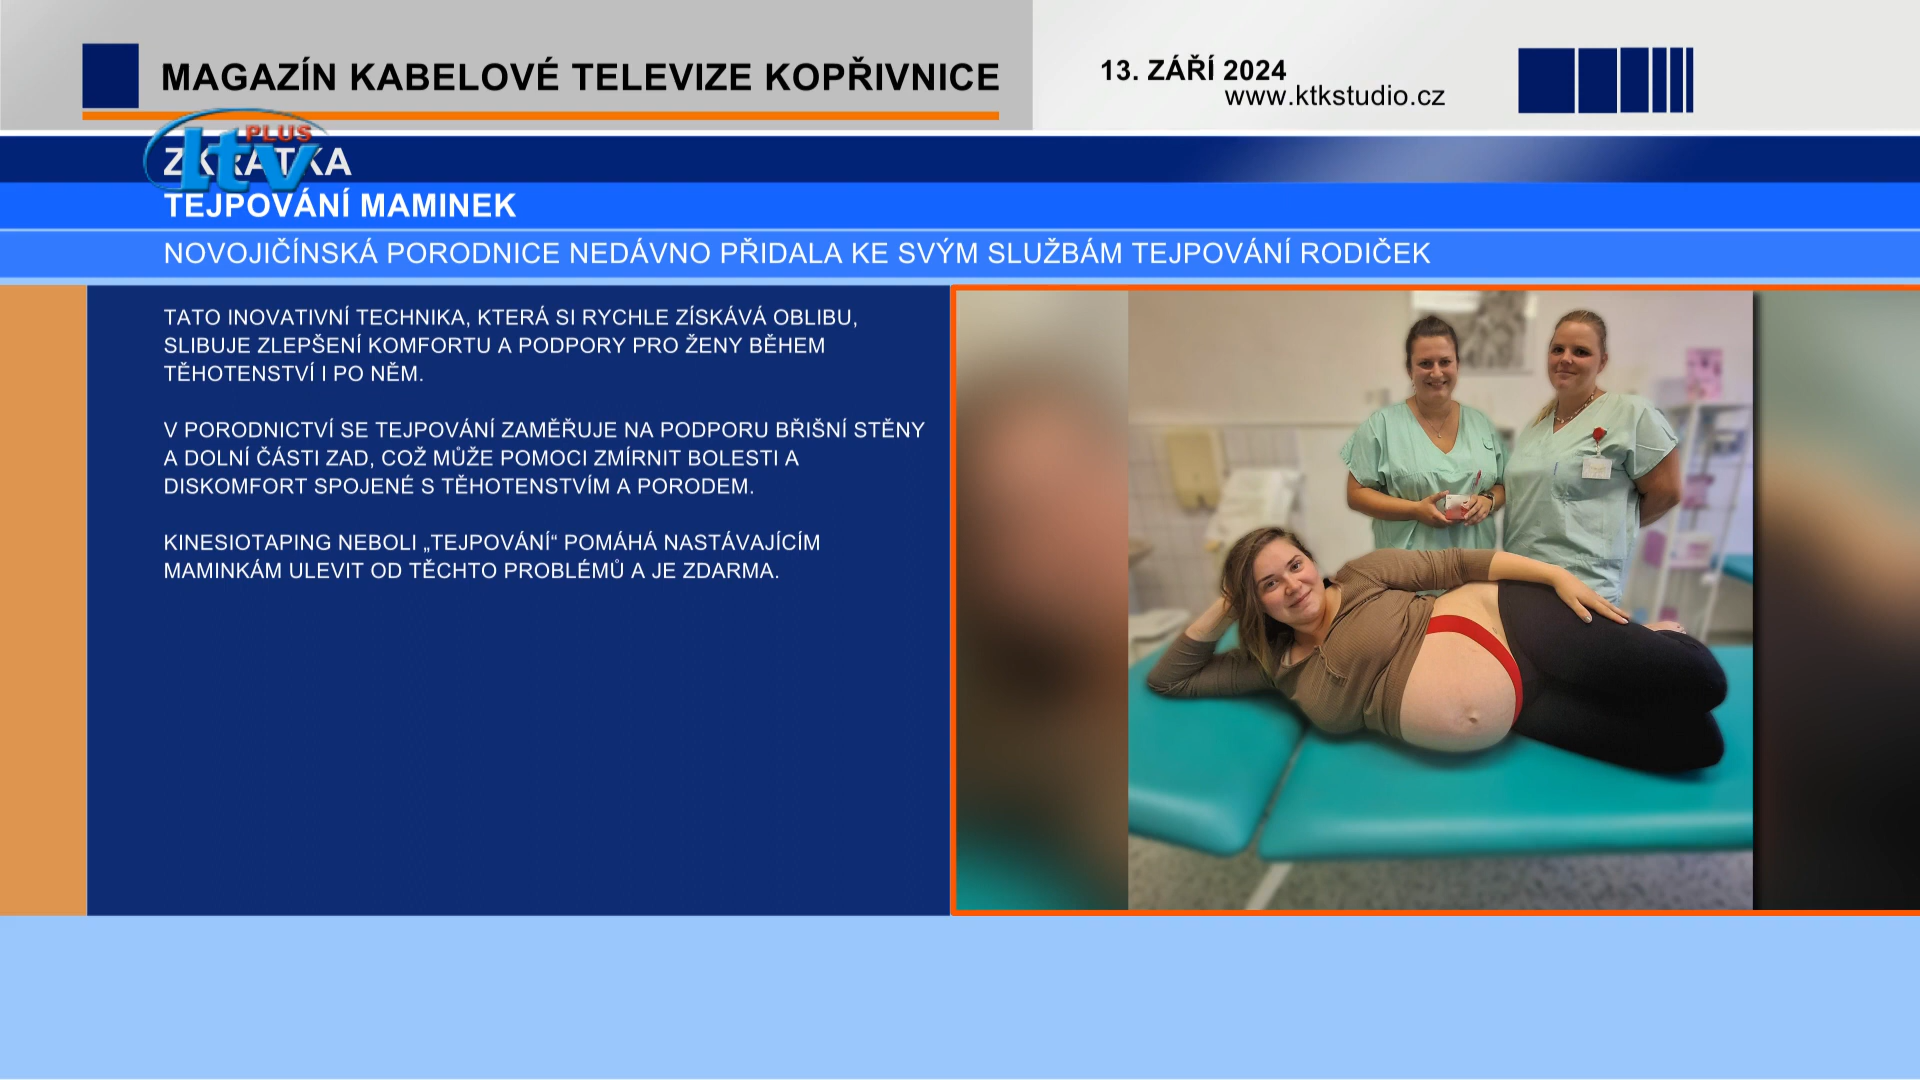 MAGAZÍN KABELOVÉ TELEVIZE KOPŘIVNICE
13. ZÁŘÍ 2024
www.ktkstudio.cz
PLUS
ltv
ZKRÁTKA
TEJPOVÁNÍ MAMINEK
NOVOJIČÍNSKÁ PORODNICE NEDÁVNO PŘIDALA KE SVÝM SLUŽBÁM TEJPOVÁNÍ RODIČEK
TATO INOVATIVNÍ TECHNIKA, KTERÁ SI RYCHLE ZÍSKÁVÁ OBLIBU,
SLIBUJE ZLEPŠENÍ KOMFORTU A PODPORY PRO ŽENY BĚHEM
TĚHOTENSTVÍ I PO NĚM.
V PORODNICTVÍ SE TEJPOVÁNÍ ZAMĚŘUJE NA PODPORU BŘIŠNÍ STĚNY
A DOLNÍ ČÁSTI ZAD, COŽ MŮŽE POMOCI ZMÍRNIT BOLESTI A
DISKOMFORT SPOJENÉ S TĚHOTENSTVÍM A PORODEM.
KINESIOTAPING NEBOLI „TEJPOVÁNÍ“ POMÁHÁ NASTÁVAJÍCÍM
MAMINKÁM ULEVIT OD TĚCHTO PROBLÉMŮ A JE ZDARMA.